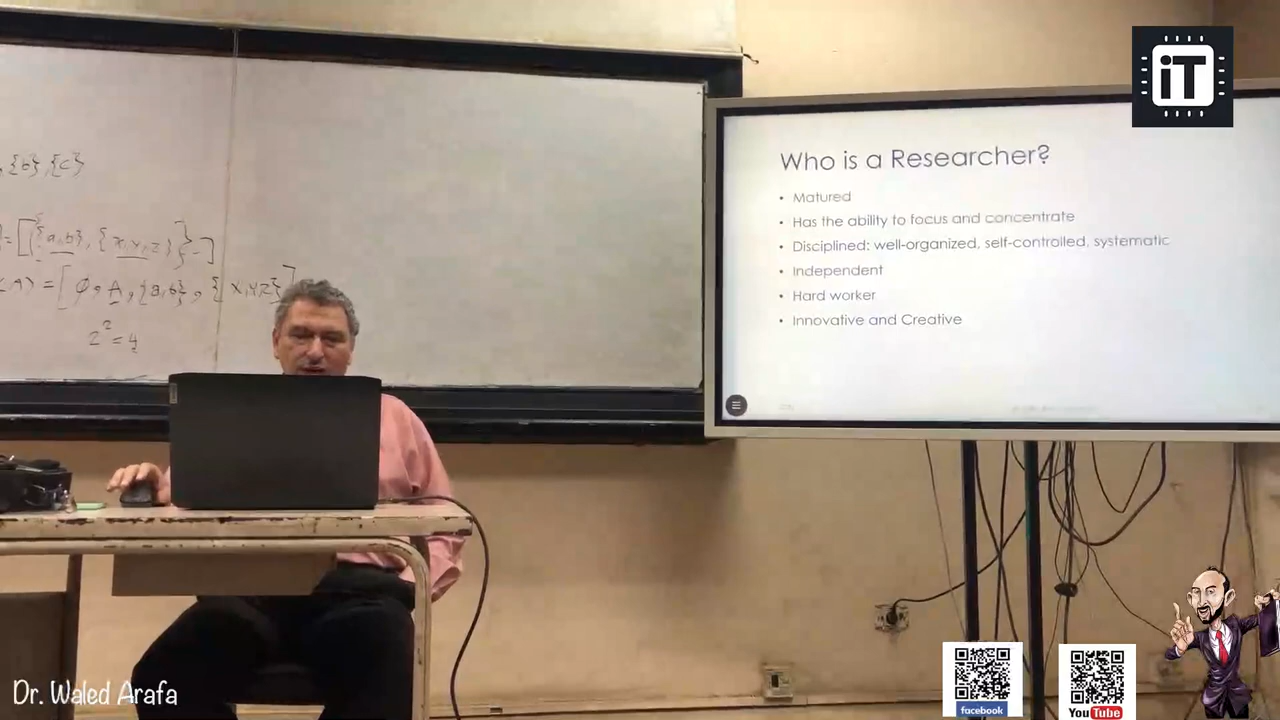 , {b}, {c}
= [ {{a,b}, {x,y,z}} - ]
(A) = [ φ, A, {a,b}, { x,y,z} ]
2² = 4
iT
Who is a Researcher?
• Matured
• Has the ability to focus and concentrate
• Disciplined: well-organized, self-controlled, systematic
• Independent
• Hard worker
• Innovative and Creative
Dr. Waled Arafa
facebook
YouTube